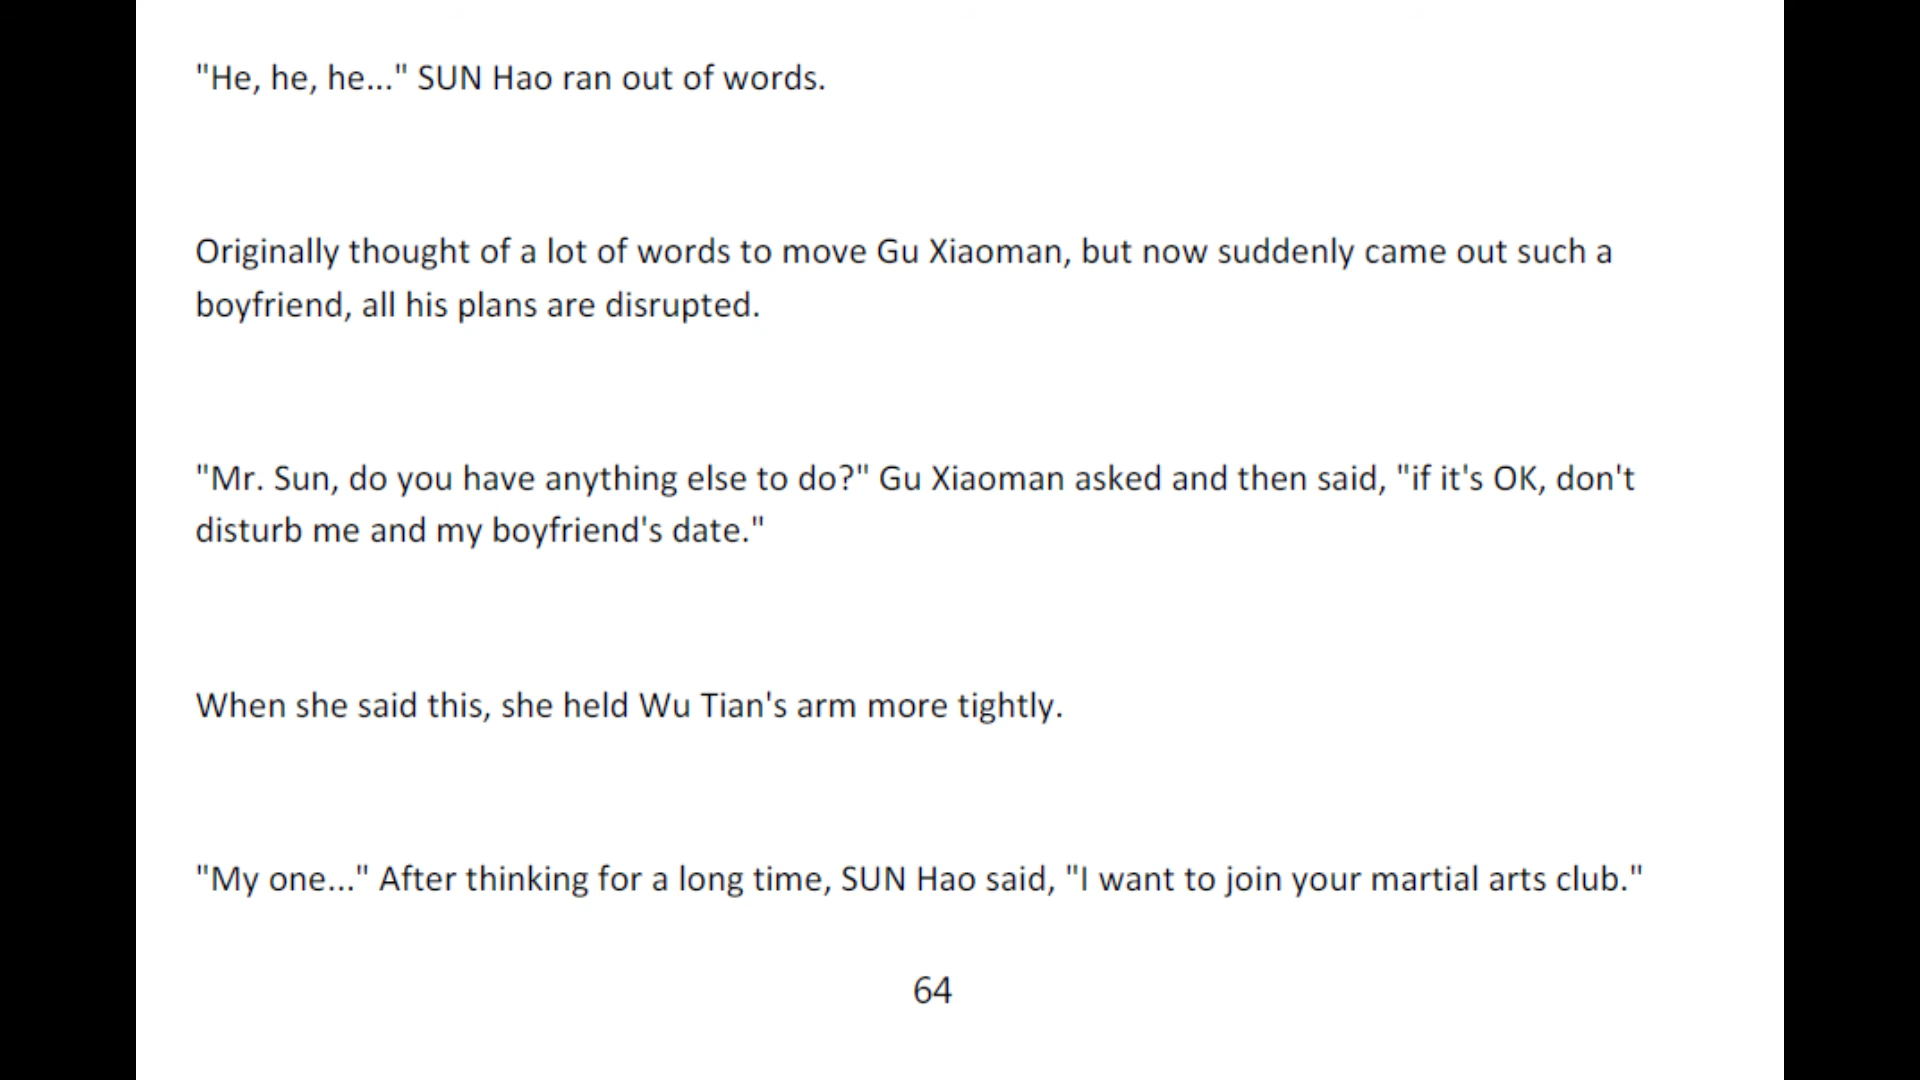 "He, he, he..." SUN Hao ran out of words.
Originally thought of a lot of words to move Gu Xiaoman, but now suddenly came out such a
boyfriend, all his plans are disrupted.
"Mr. Sun, do you have anything else to do?" Gu Xiaoman asked and then said, "if it's OK, don't
disturb me and my boyfriend's date."
When she said this, she held Wu Tian's arm more tightly.
"My one..." After thinking for a long time, SUN Hao said, "I want to join your martial arts club."
64